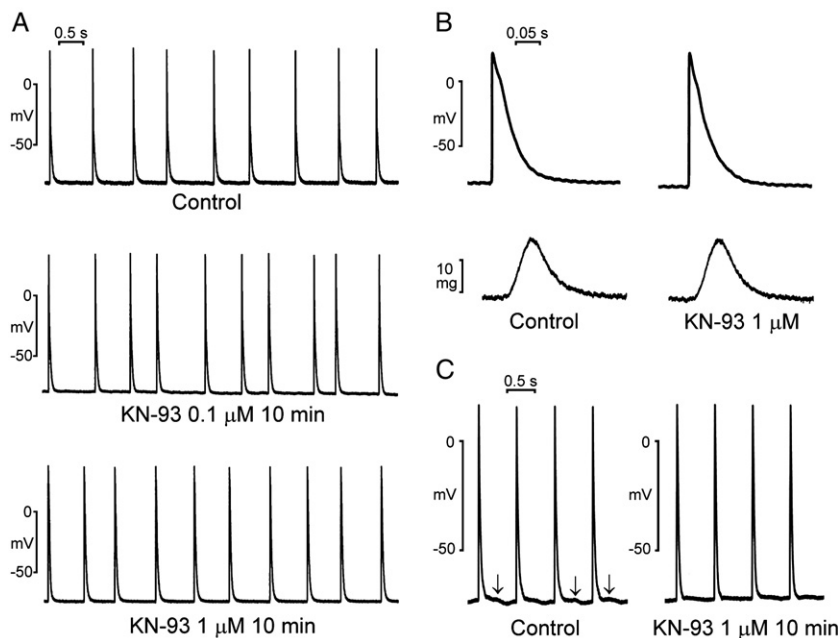 A
0.5 s
0
mV
-50
Control
0
mV
-50
KN-93 0.1 μM 10 min
0
mV
-50
KN-93 1 μM 10 min
B
0.05 s
0
mV
-50
10
mg
Control
KN-93 1 μM
C
0.5 s
0
mV
-50
Control
0
mV
-50
KN-93 1 μM 10 min